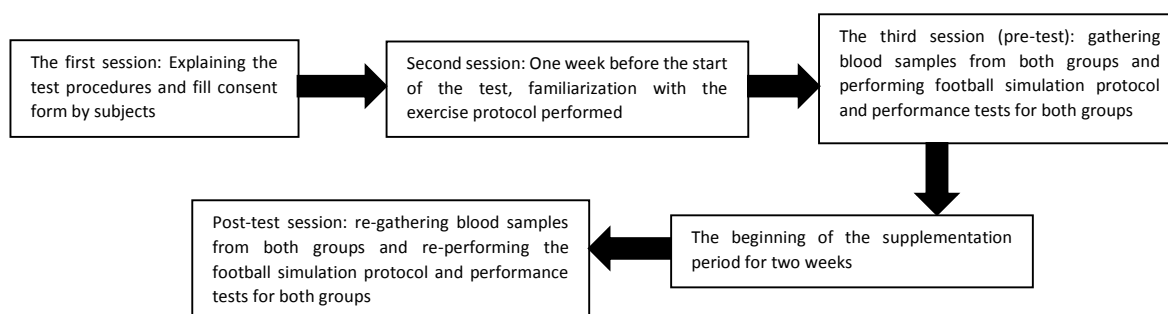 The first session: Explaining the
test procedures and fill consent
form by subjects
Second session: One week before the start
of the test, familiarization with the
exercise protocol performed
The third session (pre-test): gathering
blood samples from both groups and
performing football simulation protocol
and performance tests for both groups
The beginning of the supplementation
period for two weeks
Post-test session: re-gathering blood samples
from both groups and re-performing the
football simulation protocol and performance
tests for both groups